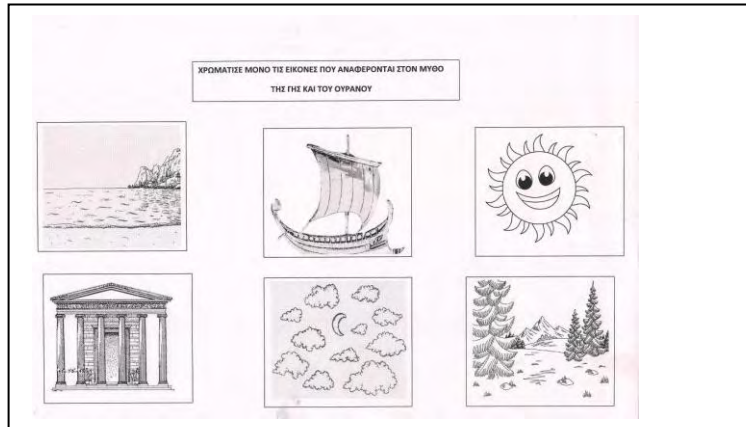 ΧΡΩΜΑΤΙΣΕ ΜΟΝΟ ΤΙΣ ΕΙΚΟΝΕΣ ΠΟΥ ΑΝΑΦΕΡΟΝΤΑΙ ΣΤΟΝ ΜΥΘΟ
ΤΗΣ ΓΗΣ ΚΑΙ ΤΟΥ ΟΥΡΑΝΟΥ